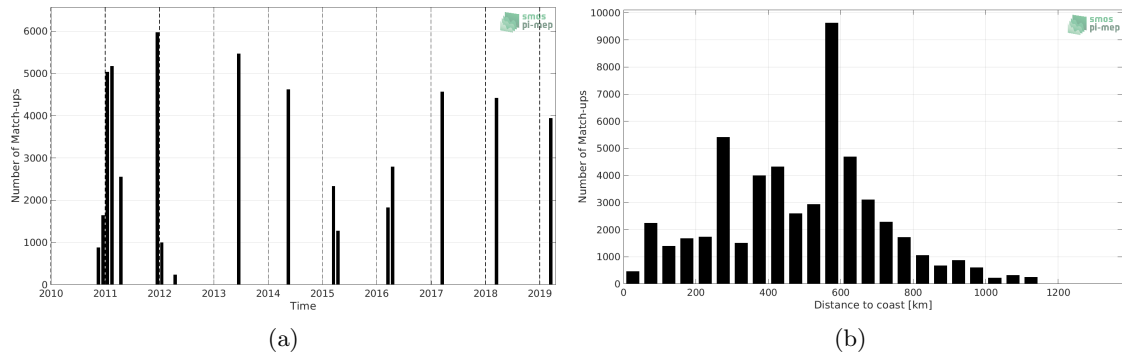 smos
pi-mep
Number of Match-ups
6000
5000
4000
3000
2000
1000
0
2010 2011 2012 2013 2014 2015 2016 2017 2018 2019
Time
(a)
smos
pi-mep
Number of Match-ups
10000
9000
8000
7000
6000
5000
4000
3000
2000
1000
0
0 200 400 600 800 1000 1200
Distance to coast [km]
(b)